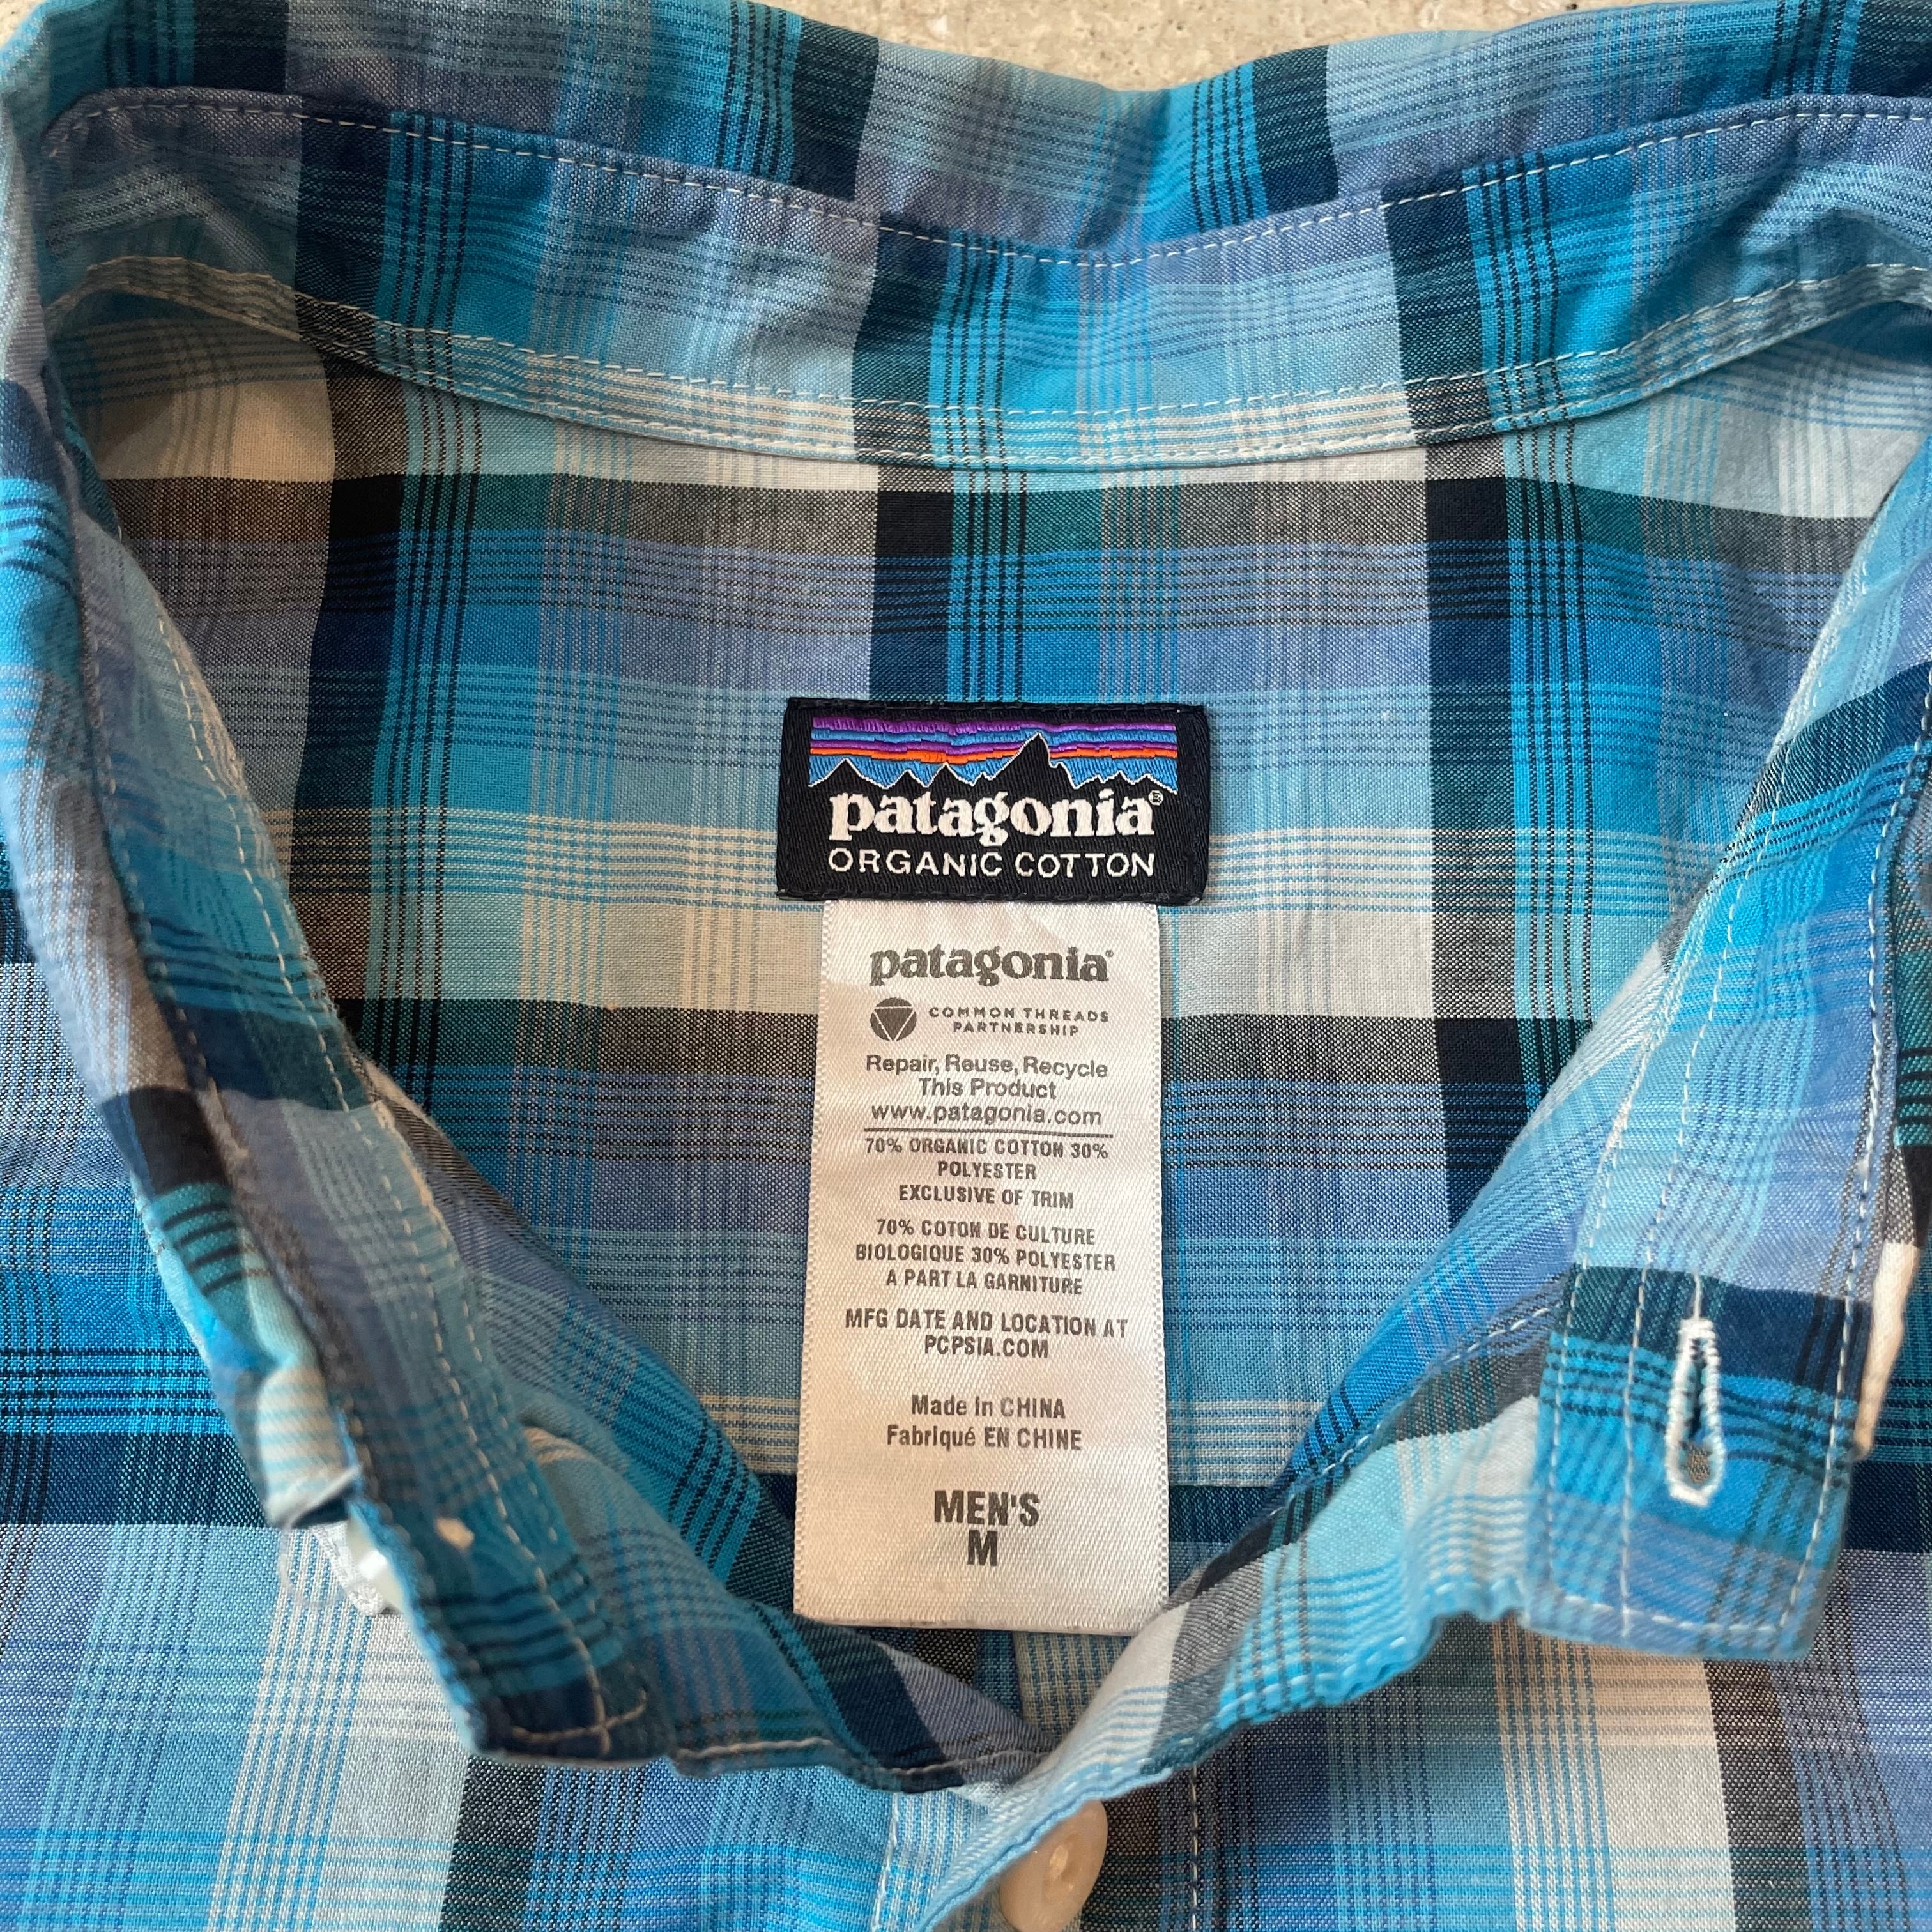 patagonia®
ORGANIC COTTON
patagonia®
COMMON THREADS
PARTNERSHIP
Repair, Reuse, Recycle
This Product
www.patagonia.com
70% ORGANIC COTTON 30%
POLYESTER
EXCLUSIVE OF TRIM
70% COTON DE CULTURE
BIOLOGIQUE 30% POLYESTER
A PART LA GARNITURE
MFG DATE AND LOCATION AT
PCPSIA.COM
Made in CHINA
Fabriqué EN CHINE
MEN'S
M